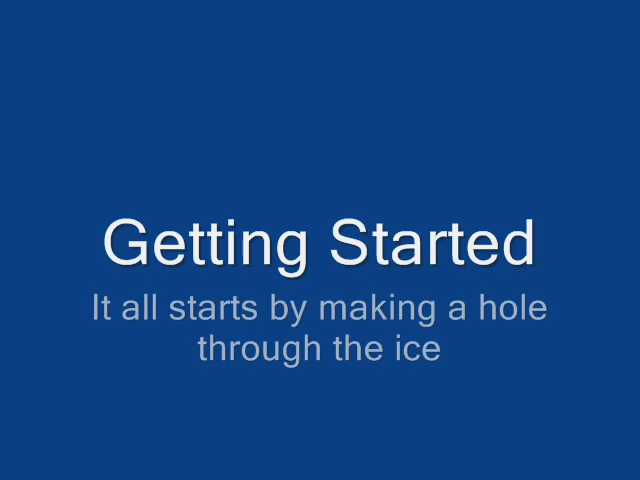 Getting Started
It all starts by making a hole
through the ice